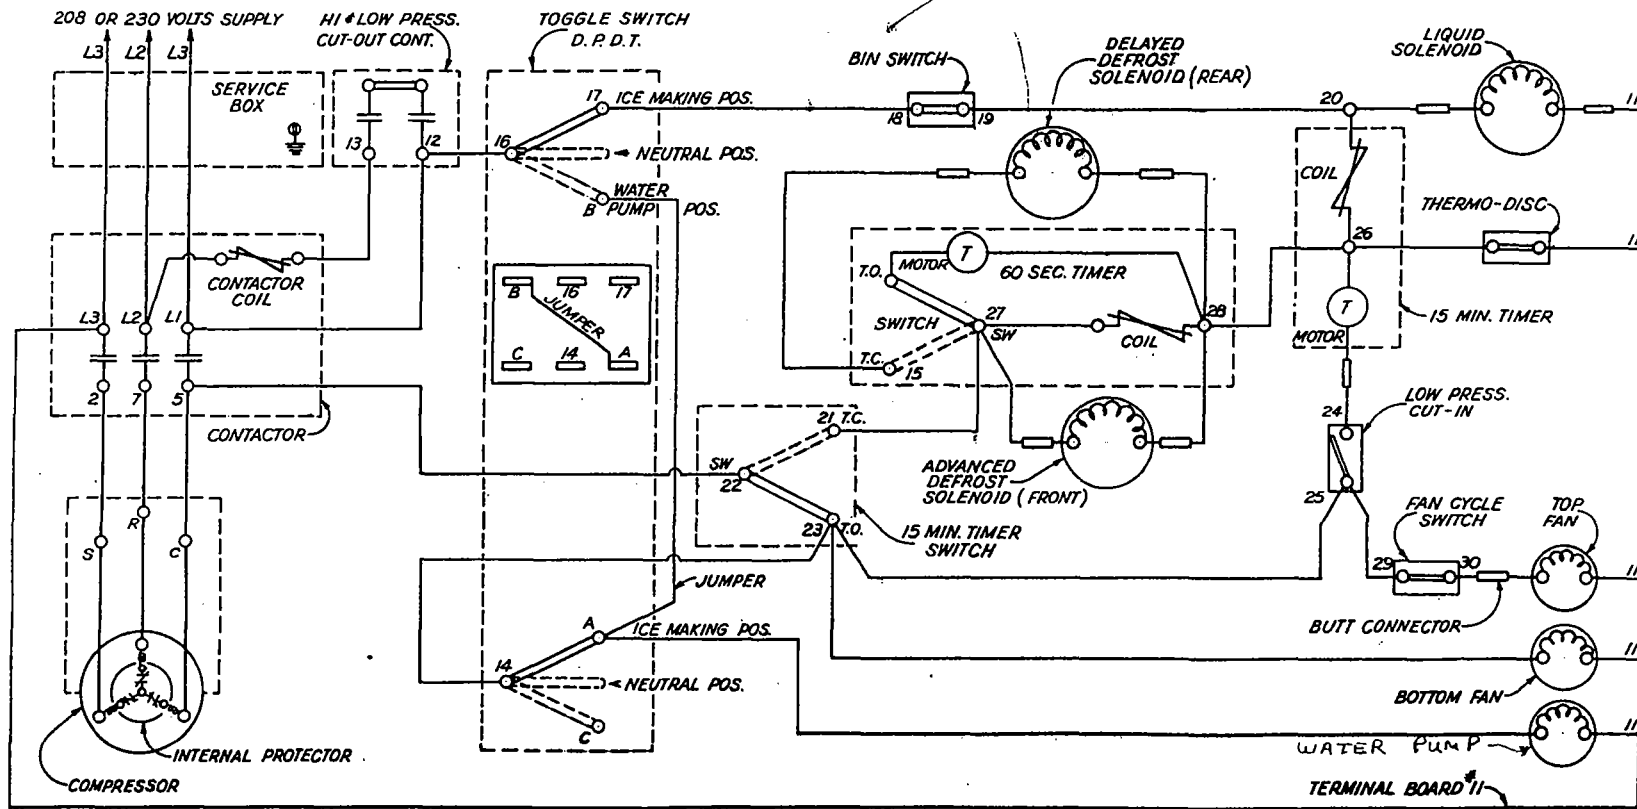 208 OR 230 VOLTS SUPPLY
L3
L2
L3
HI & LOW PRESS.
CUT-OUT CONT.
TOGGLE SWITCH
D.P.D.T.
SERVICE
BOX
13
12
16
17
ICE MAKING POS.
NEUTRAL POS.
WATER
PUMP POS.
B
BIN SWITCH
18
19
DELAYED
DEFROST
SOLENOID (REAR)
LIQUID
SOLENOID
20
11
COIL
THERMO-DISC
26
11
T
MOTOR
15 MIN. TIMER
T.O.
MOTOR
T
60 SEC. TIMER
SWITCH
27
SW
COIL
28
T.C.
15
CONTACTOR
COIL
L3
L2
L1
2
7
5
CONTACTOR
B
16
17
JUMPER
C
14
A
21 T.C.
SW
22
23
T.O.
15 MIN. TIMER
SWITCH
ADVANCED
DEFROST
SOLENOID (FRONT)
24
LOW PRESS.
CUT-IN
25
FAN CYCLE
SWITCH
29
30
TOP
FAN
11
BUTT CONNECTOR
S
R
C
JUMPER
A
ICE MAKING POS.
14
NEUTRAL POS.
C
11
BOTTOM FAN
11
WATER PUMP
INTERNAL PROTECTOR
COMPRESSOR
TERMINAL BOARD #11